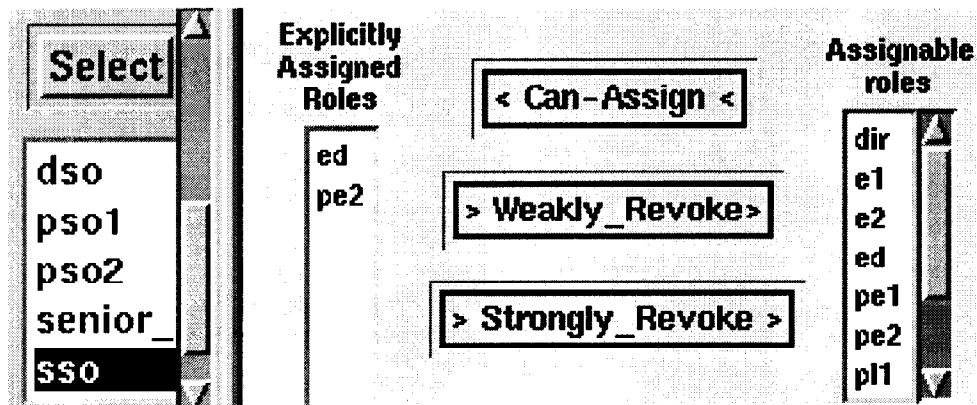 Select
dso
pso1
pso2
senior_
sso
Explicitly
Assigned
Roles
ed
pe2
< Can-Assign <
> Weakly_Revoke>
> Strongly_Revoke >
Assignable
roles
dir
e1
e2
ed
pe1
pe2
pl1